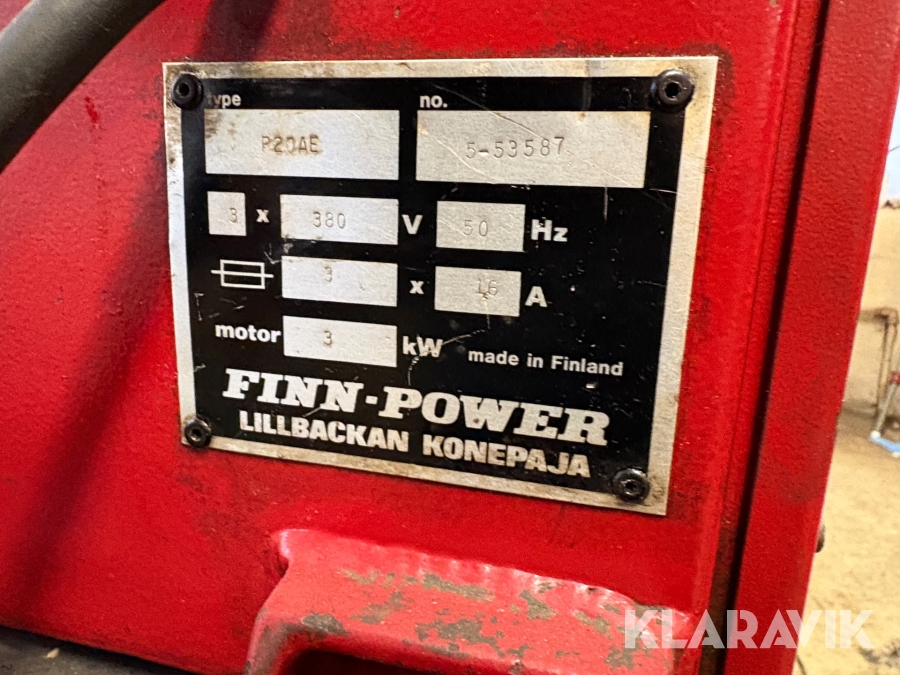 type no.
P20AE 5-53587
3 x 380 V 50 Hz
3 x 16 A
motor 3 kW made in Finland
FINN-POWER
LILLBACKAN KONEPAJA
KLARAVIK